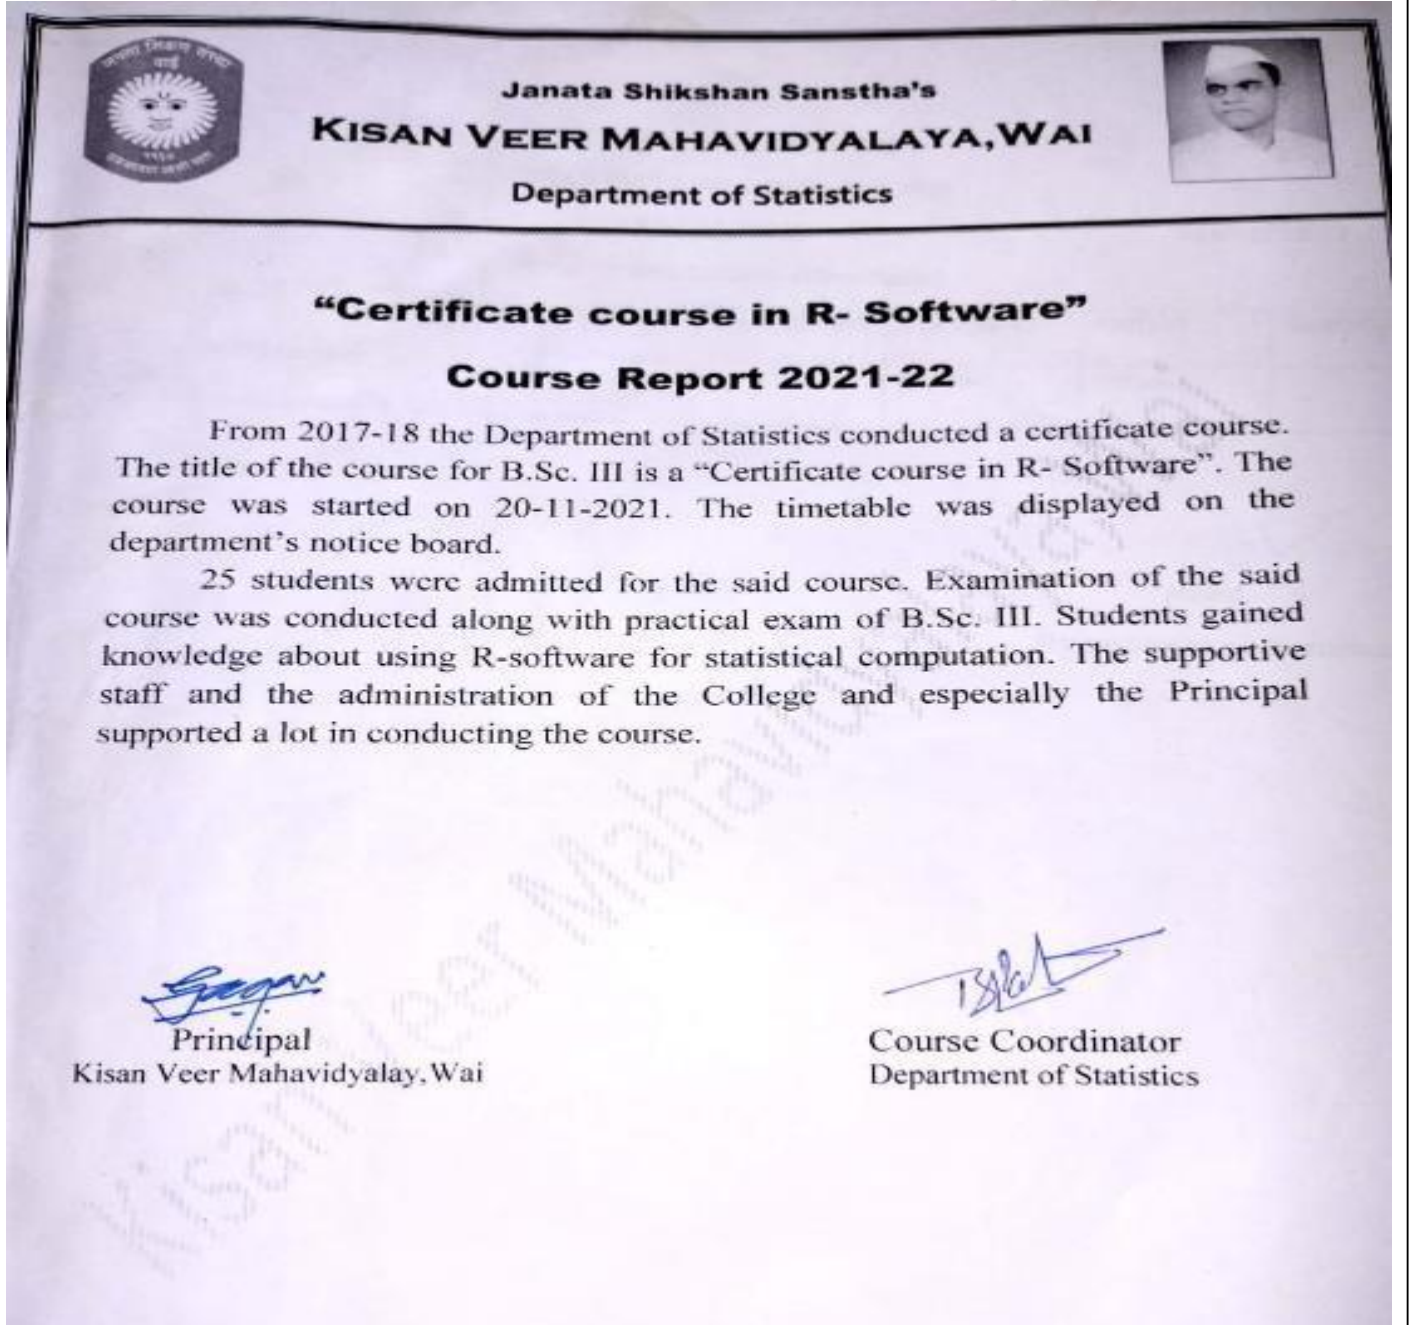 जनता शिक्षण संस्था
वाई
Janata Shikshan Sanstha's
KISAN VEER MAHAVIDYALAYA,WAI
Department of Statistics
“Certificate course in R- Software”
Course Report 2021-22
From 2017-18 the Department of Statistics conducted a certificate course.
The title of the course for B.Sc. III is a “Certificate course in R- Software”. The
course was started on 20-11-2021. The timetable was displayed on the
department's notice board.
25 students were admitted for the said course. Examination of the said
course was conducted along with practical exam of B.Sc. III. Students gained
knowledge about using R-software for statistical computation. The supportive
staff and the administration of the College and especially the Principal
supported a lot in conducting the course.
Principal
Kisan Veer Mahavidyalay,Wai
Course Coordinator
Department of Statistics